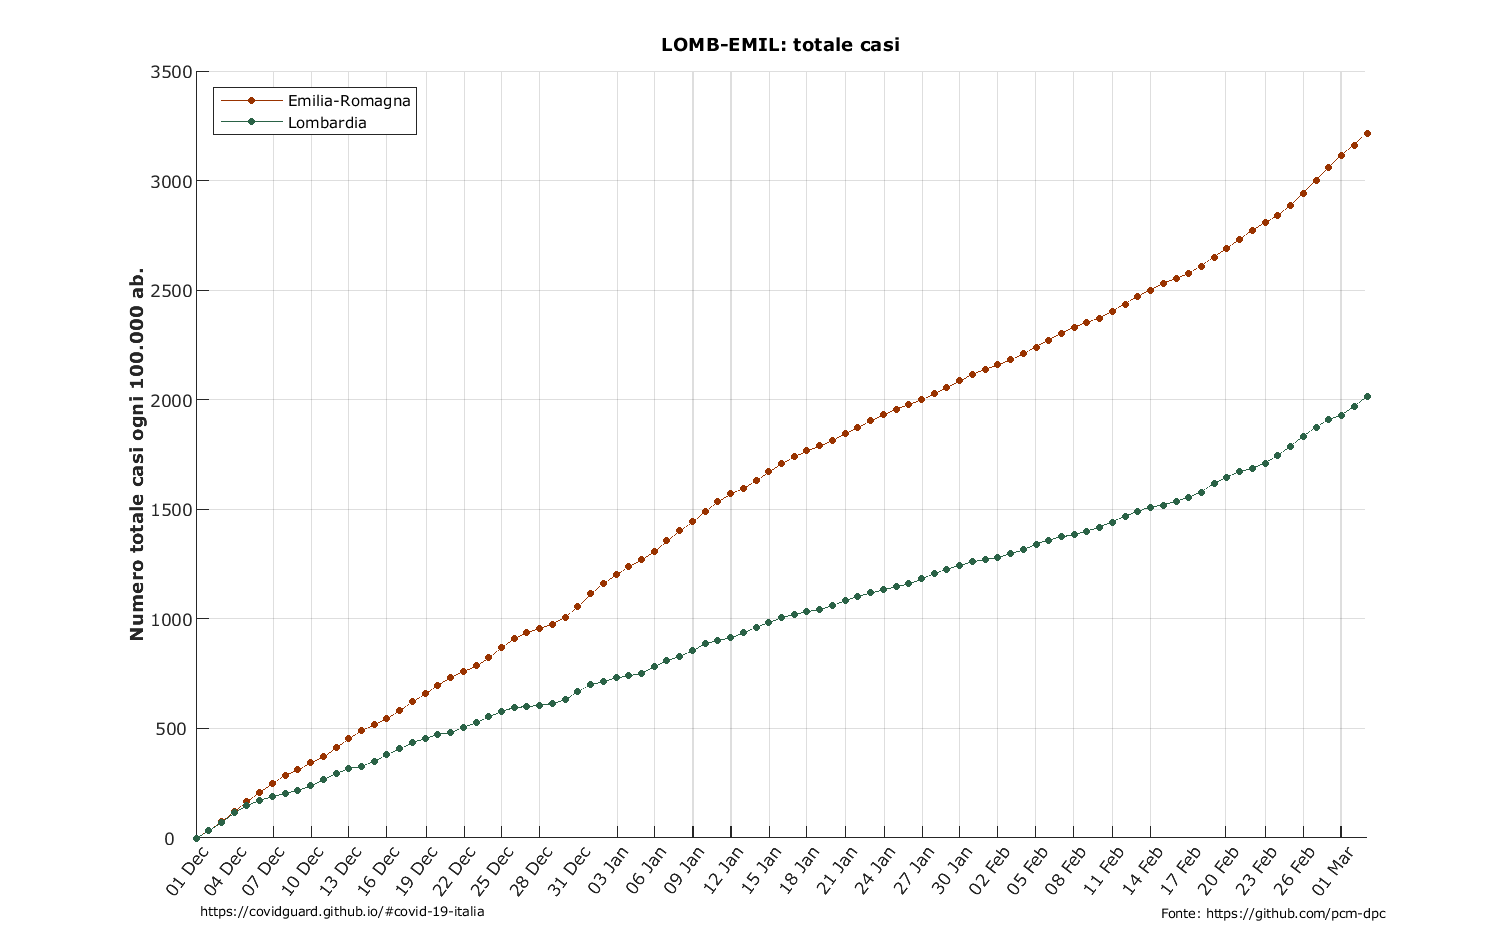 LOMB-EMIL: totale casi
3500
3000
2500
2000
1500
1000
500
0
Numero totale casi ogni 100.000 ab.
Emilia-Romagna
Lombardia
01 Dec
04 Dec
07 Dec
10 Dec
13 Dec
16 Dec
19 Dec
22 Dec
25 Dec
28 Dec
31 Dec
03 Jan
06 Jan
09 Jan
12 Jan
15 Jan
18 Jan
21 Jan
24 Jan
27 Jan
30 Jan
02 Feb
05 Feb
08 Feb
11 Feb
14 Feb
17 Feb
20 Feb
23 Feb
26 Feb
01 Mar
https://covidguard.github.io/#covid-19-italia
Fonte: https://github.com/pcm-dpc